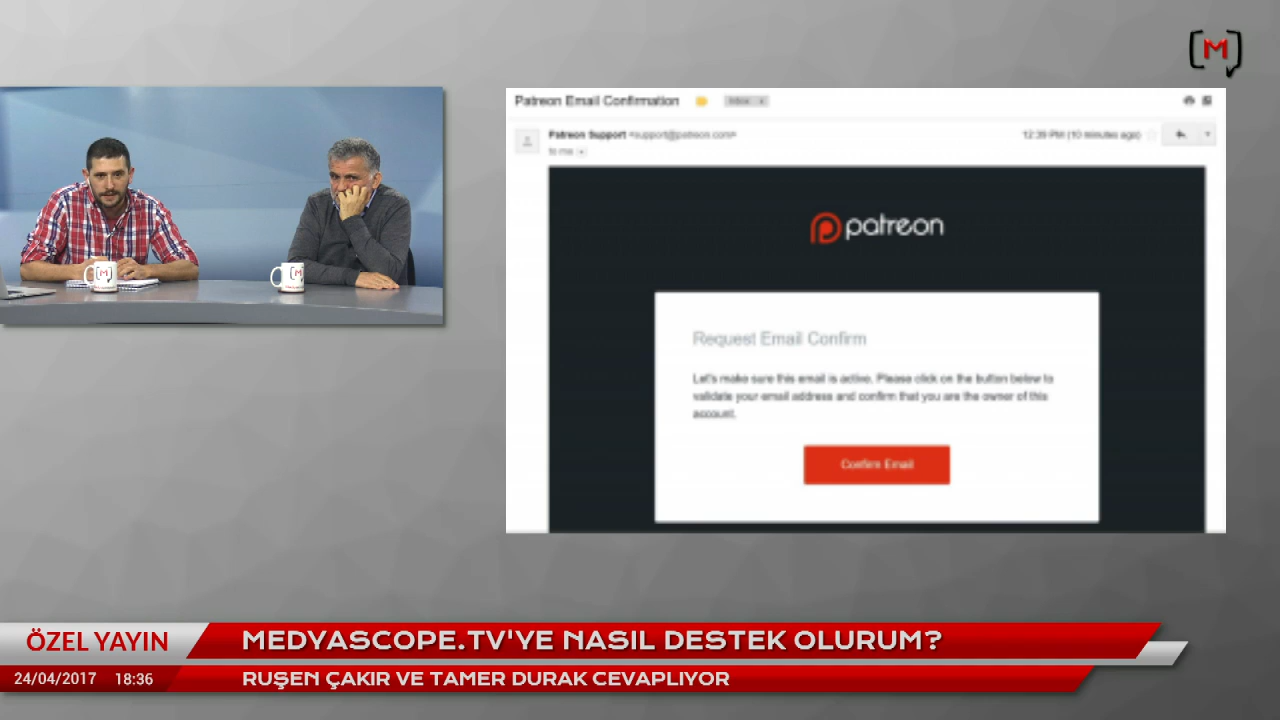 M
Patreon Email Confirmation
Inbox x
Patreon Support <support@patreon.com>
12:39 PM (10 minutes ago)
to me
patreon
Request Email Confirm
Let's make sure this email is active. Please click on the button below to
validate your email address and confirm that you are the owner of this
account.
Confirm Email
M
M
ÖZEL YAYIN
MEDYASCOPE.TV'YE NASIL DESTEK OLURUM?
24/04/2017 18:36
RUŞEN ÇAKIR VE TAMER DURAK CEVAPLIYOR